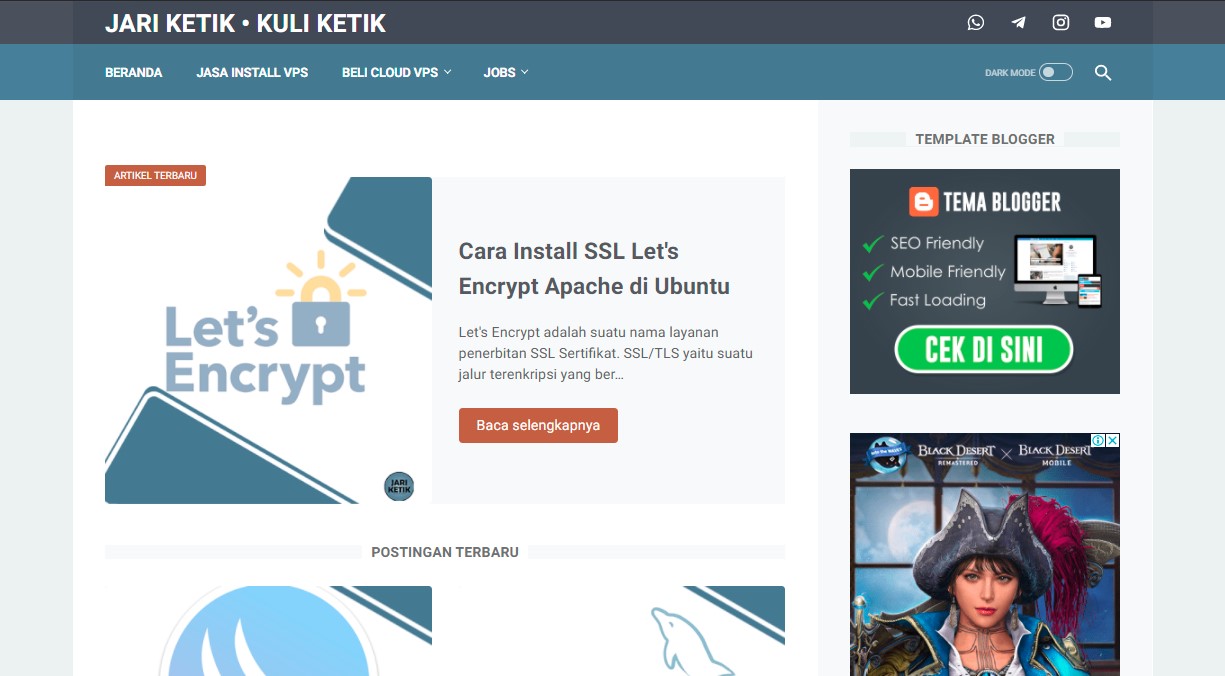 JARI KETIK • KULI KETIK
BERANDA
JASA INSTALL VPS
BELI CLOUD VPS
JOBS
DARK MODE
ARTIKEL TERBARU
Let's
Encrypt
JARI
KETIK
Cara Install SSL Let's
Encrypt Apache di Ubuntu
Let's Encrypt adalah suatu nama layanan
penerbitan SSL Sertifikat. SSL/TLS yaitu suatu
jalur terenkripsi yang ber...
Baca selengkapnya
POSTINGAN TERBARU
TEMPLATE BLOGGER
TEMA BLOGGER
SEO Friendly
Mobile Friendly
Fast Loading
CEK DI SINI
BLACK DESERT
REMASTERED
BLACK DESERT
MOBILE